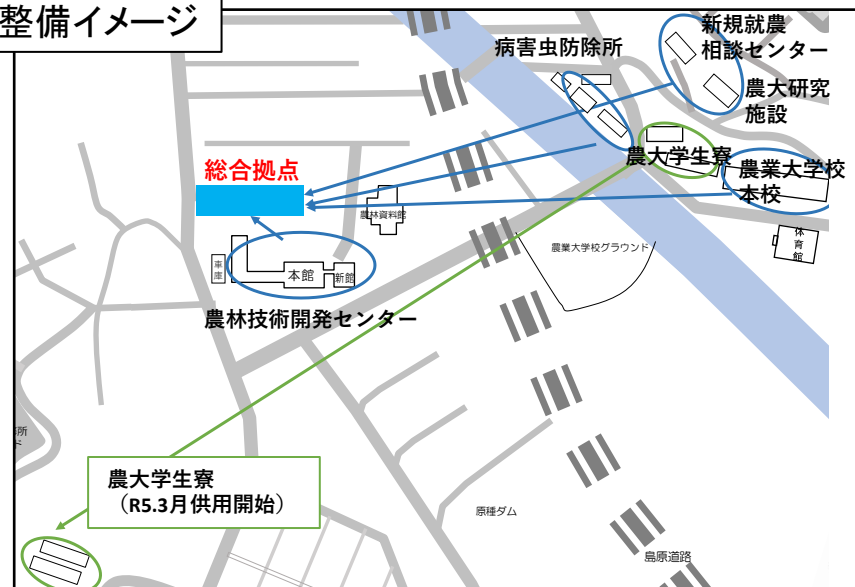 整備イメージ
新規就農
相談センター
病害虫防除所
農大研究
施設
農大学生寮
農業大学校
本校
総合拠点
農林資料館
体
育
館
農業大学校グラウンド
車
庫
本館
新館
農林技術開発センター
所
ド
農大学生寮
（R5.3月供用開始）
原種ダム
島原道路